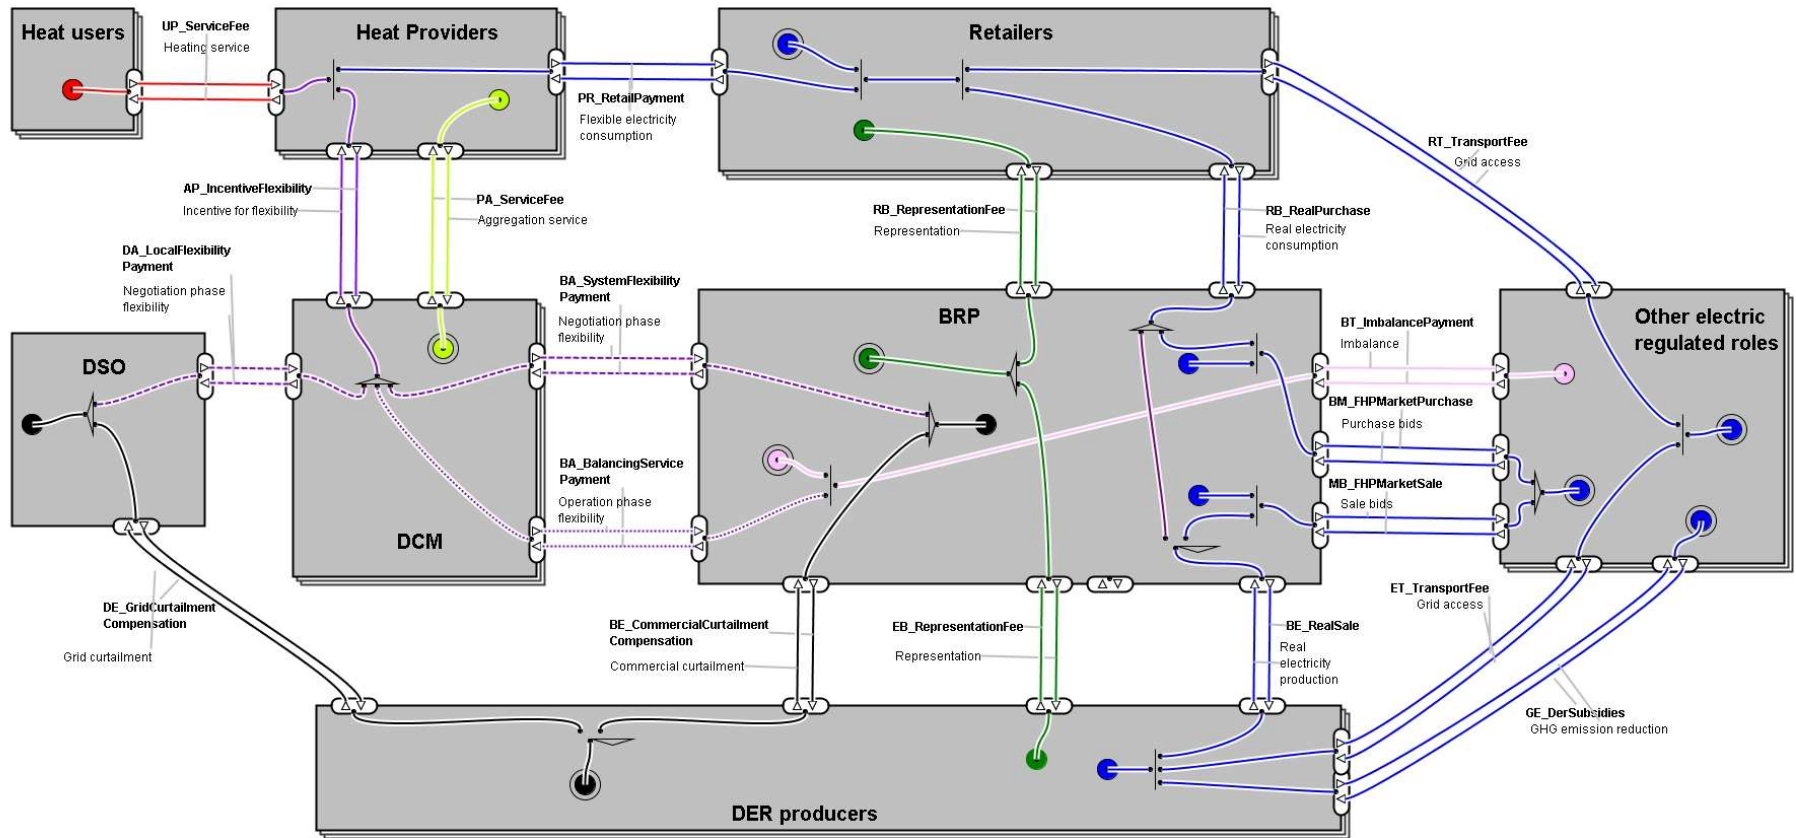 Heat users
UP_ServiceFee
Heating service
Heat Providers
Retailers
PR_RetailPayment
Flexible electricity
consumption
RT_TransportFee
Grid access
AP_IncentiveFlexibility
Incentive for flexibility
PA_ServiceFee
Aggregation service
RB_RepresentationFee
Representation
RB_RealPurchase
Real electricity
consumption
DA_LocalFlexibility
Payment
Negotiation phase
flexibility
BA_SystemFlexibility
Payment
Negotiation phase
flexibility
DSO
BRP
BT_ImbalancePayment
Imbalance
Other electric
regulated roles
BM_FHPMarketPurchase
Purchase bids
BA_BalancingService
Payment
Operation phase
flexibility
MB_FHPMarketSale
Sale bids
DCM
DE_GridCurtailment
Compensation
Grid curtailment
BE_CommercialCurtailment
Compensation
Commercial curtailment
EB_RepresentationFee
Representation
BE_RealSale
Real
electricity
production
ET_TransportFee
Grid access
GE_DerSubsidies
GHG emission reduction
DER producers